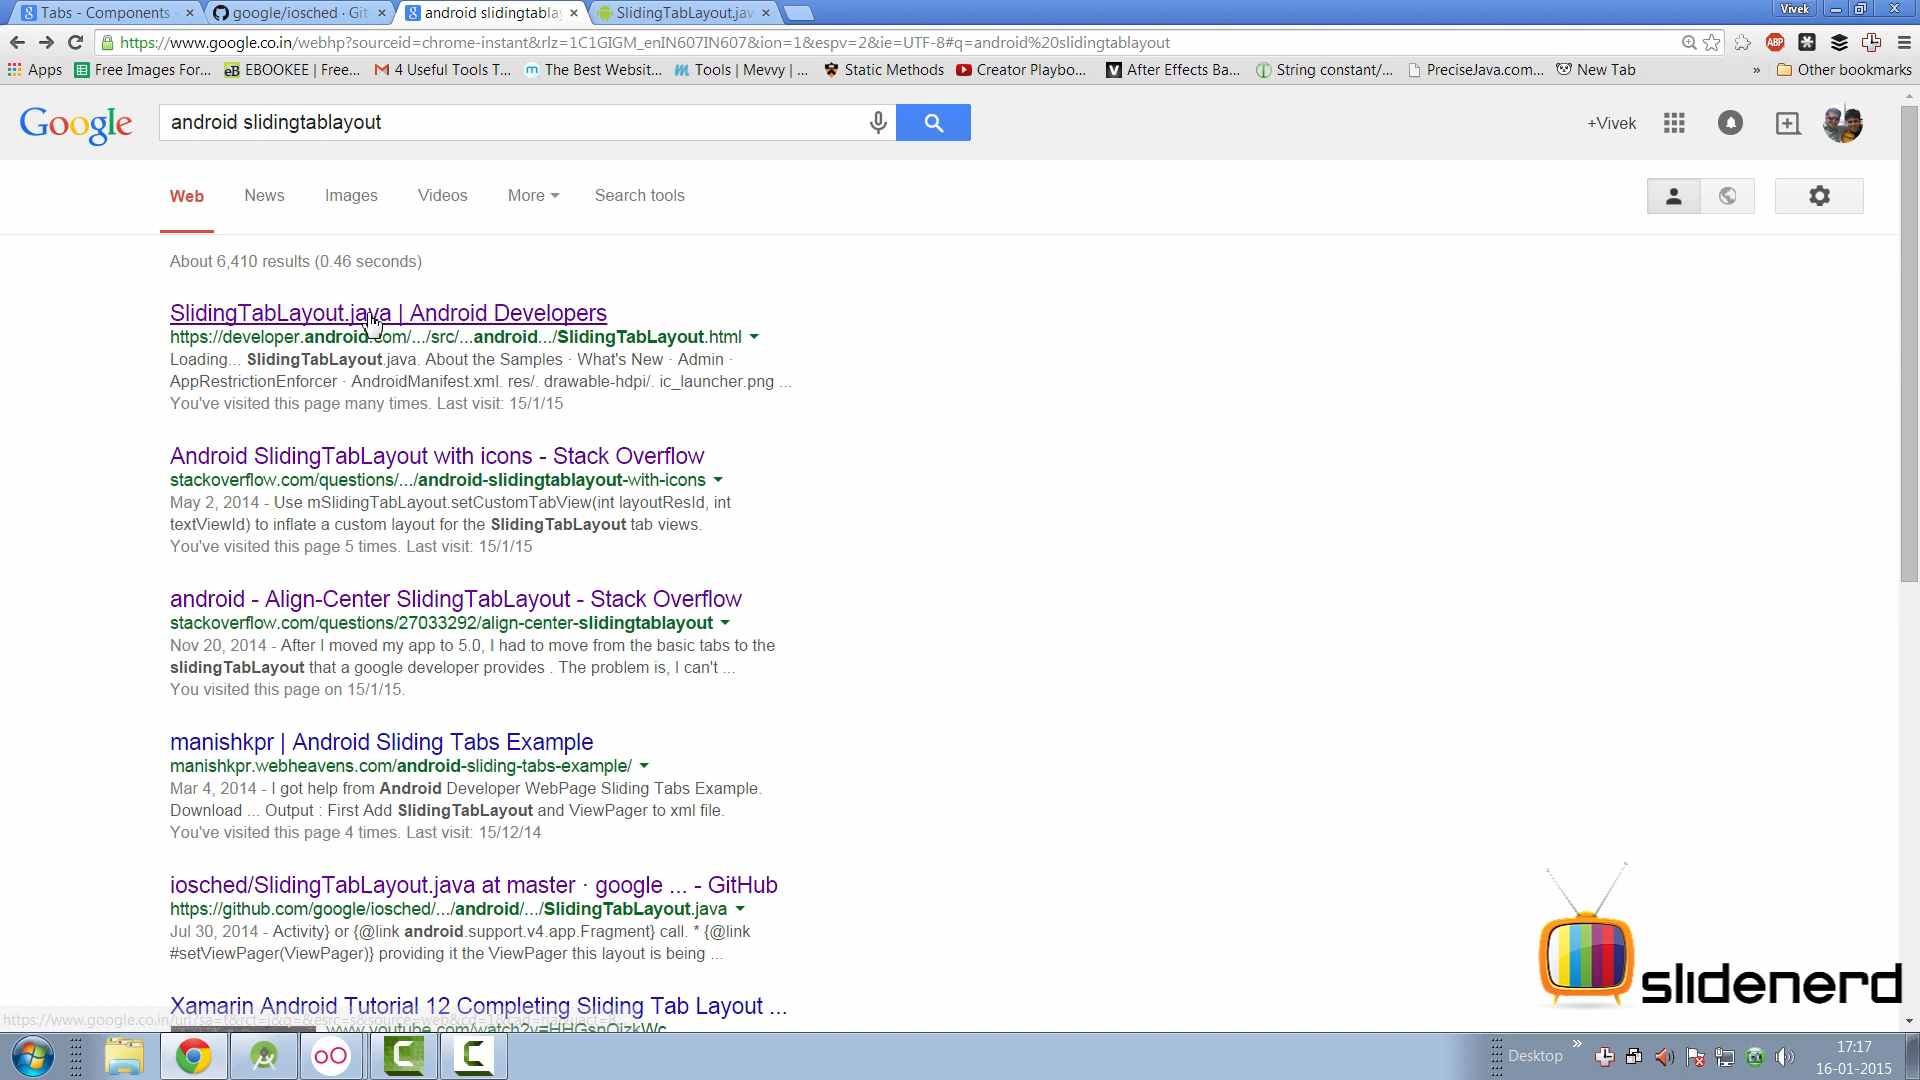 Tabs - Components
google/iosched · Git
android slidingtabla
SlidingTabLayout.jav
Vivek
https://www.google.co.in/webhp?sourceid=chrome-instant&rlz=1C1GIGM_enIN607IN607&ion=1&espv=2&ie=UTF-8#q=android%20slidingtablayout
Apps
Free Images For...
EBOOKEE | Free...
4 Useful Tools T...
The Best Websit...
Tools | Mevvy | ...
Static Methods
Creator Playbo...
After Effects Ba...
String constant/...
PreciseJava.com...
New Tab
»
Other bookmarks
Google
android slidingtablayout
+Vivek
Web
News
Images
Videos
More
Search tools
About 6,410 results (0.46 seconds)
SlidingTabLayout.java | Android Developers
https://developer.android.com/.../src/...android.../SlidingTabLayout.html
Loading... SlidingTabLayout.java. About the Samples · What's New · Admin ·
AppRestrictionEnforcer · AndroidManifest.xml. res/. drawable-hdpi/. ic_launcher.png ...
You've visited this page many times. Last visit: 15/1/15
Android SlidingTabLayout with icons - Stack Overflow
stackoverflow.com/questions/.../android-slidingtablayout-with-icons
May 2, 2014 - Use mSlidingTabLayout.setCustomTabView(int layoutResId, int
textViewId) to inflate a custom layout for the SlidingTabLayout tab views.
You've visited this page 5 times. Last visit: 15/1/15
android - Align-Center SlidingTabLayout - Stack Overflow
stackoverflow.com/questions/27033292/align-center-slidingtablayout
Nov 20, 2014 - After I moved my app to 5.0, I had to move from the basic tabs to the
slidingTabLayout that a google developer provides . The problem is, I can't ...
You visited this page on 15/1/15.
manishkpr | Android Sliding Tabs Example
manishkpr.webheavens.com/android-sliding-tabs-example/
Mar 4, 2014 - I got help from Android Developer WebPage Sliding Tabs Example.
Download ... Output : First Add SlidingTabLayout and ViewPager to xml file.
You've visited this page 4 times. Last visit: 15/12/14
iosched/SlidingTabLayout.java at master · google ... - GitHub
https://github.com/google/iosched/.../android/.../SlidingTabLayout.java
Jul 30, 2014 - Activity} or {@link android.support.v4.app.Fragment} call. * {@link
#setViewPager(ViewPager)} providing it the ViewPager this layout is being ...
Xamarin Android Tutorial 12 Completing Sliding Tab Layout ...
slidenerd
Desktop
»
17:17
16-01-2015